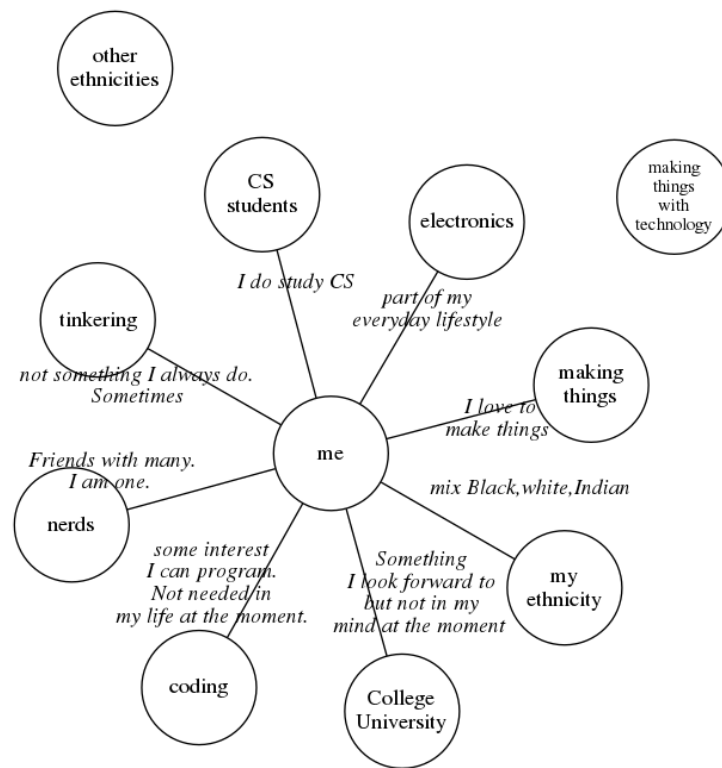 other
ethnicities
CS
students
electronics
making
things
with
technology
I do study CS
part of my
everyday lifestyle
tinkering
not something I always do.
Sometimes
making
things
I love to
make things
me
Friends with many.
I am one.
nerds
mix Black,white,Indian
some interest
I can program.
Not needed in
my life at the moment.
Something
I look forward to
but not in my
mind at the moment
my
ethnicity
coding
College
University